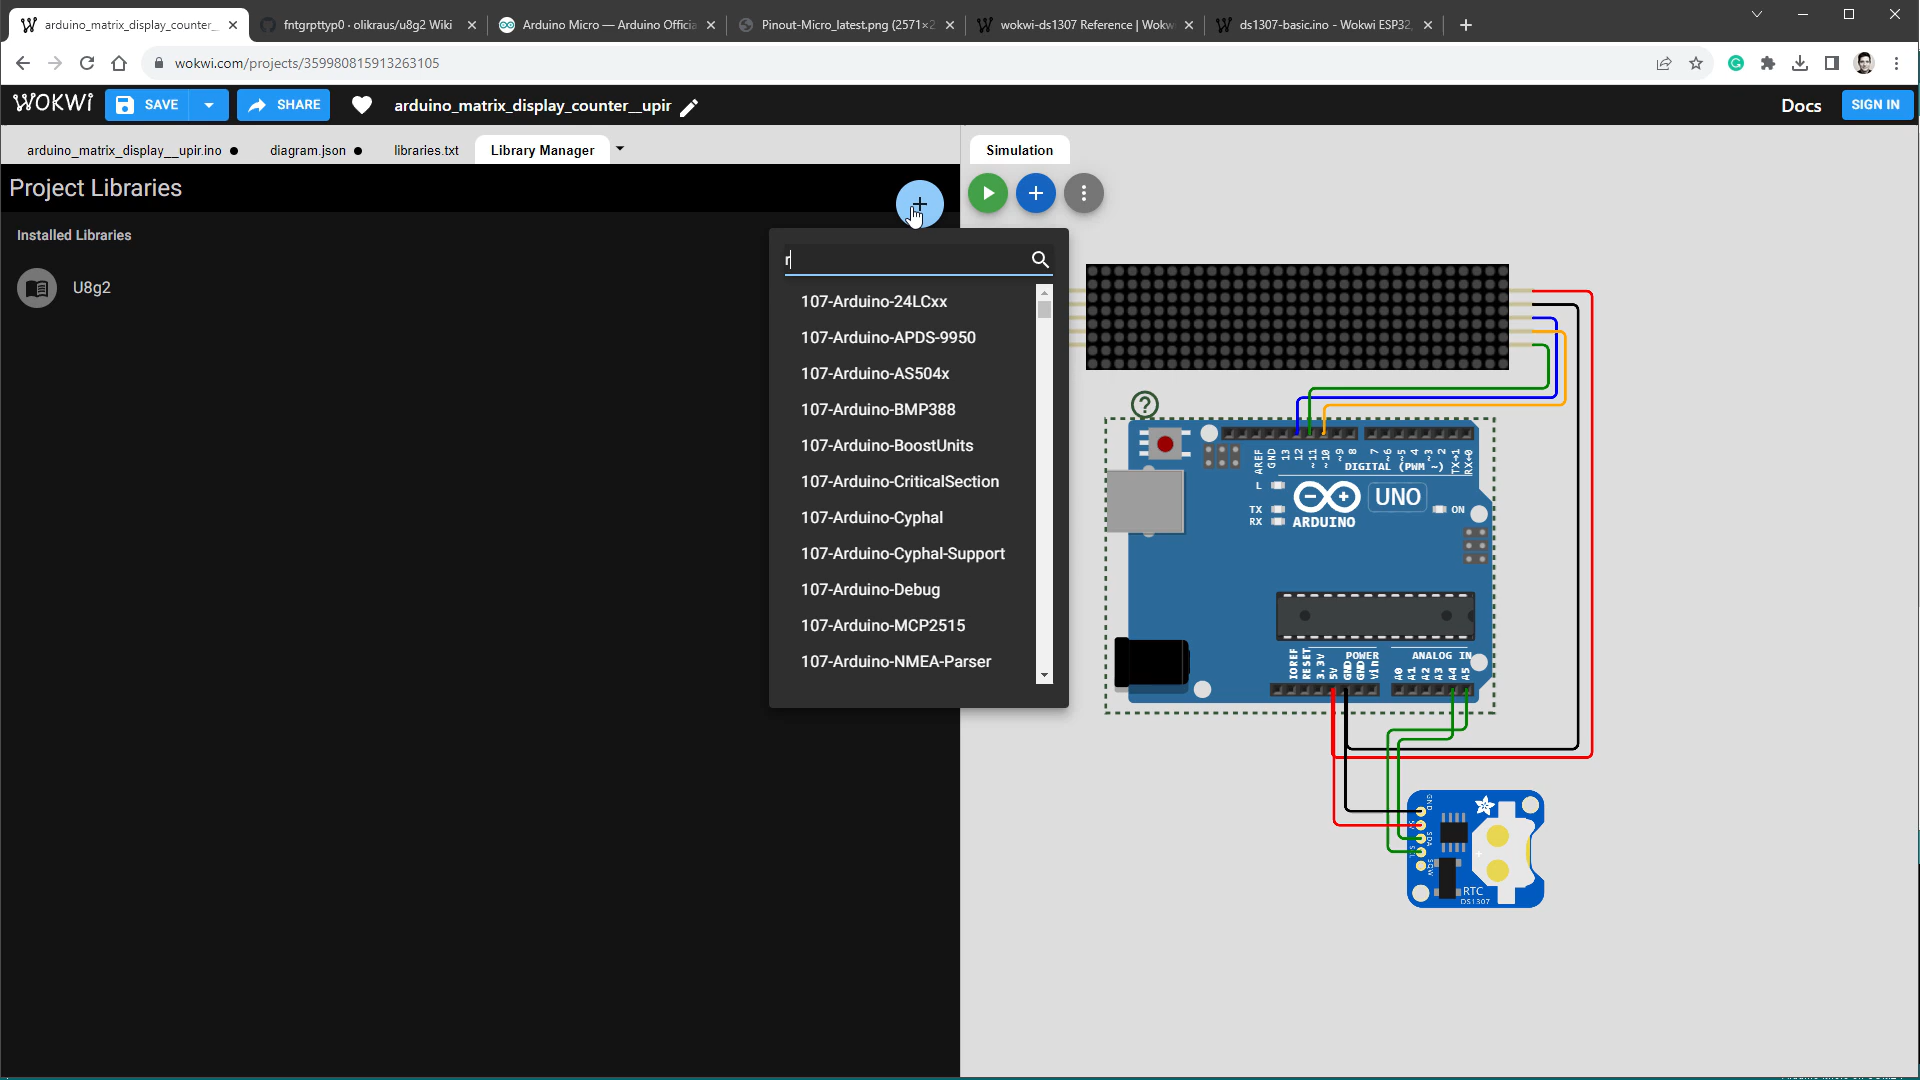 arduino_matrix_display_counter_
fntgrpttyp0 · olikraus/u8g2 Wiki
Arduino Micro — Arduino Officia
Pinout-Micro_latest.png (2571×2
wokwi-ds1307 Reference | Wokw
ds1307-basic.ino - Wokwi ESP32,
wokwi.com/projects/359980815913263105
WOKWI
SAVE
SHARE
arduino_matrix_display_counter__upir
Docs
SIGN IN
arduino_matrix_display__upir.ino
diagram.json
libraries.txt
Library Manager
Simulation
Project Libraries
Installed Libraries
U8g2
r
107-Arduino-24LCxx
107-Arduino-APDS-9950
107-Arduino-AS504x
107-Arduino-BMP388
107-Arduino-BoostUnits
107-Arduino-CriticalSection
107-Arduino-Cyphal
107-Arduino-Cyphal-Support
107-Arduino-Debug
107-Arduino-MCP2515
107-Arduino-NMEA-Parser
?
AREF
GND
13
12
~11
~10
~9
8
7
~6
~5
4
~3
2
TX→1
RX←0
DIGITAL (PWM ~)
L
TX
RX
ARDUINO
UNO
ON
IOREF
RESET
3.3V
5V
GND
GND
Vin
POWER
ANALOG IN
A0
A1
A2
A3
A4
A5
GND
5V
SDA
SCL
SQW
RTC
DS1307